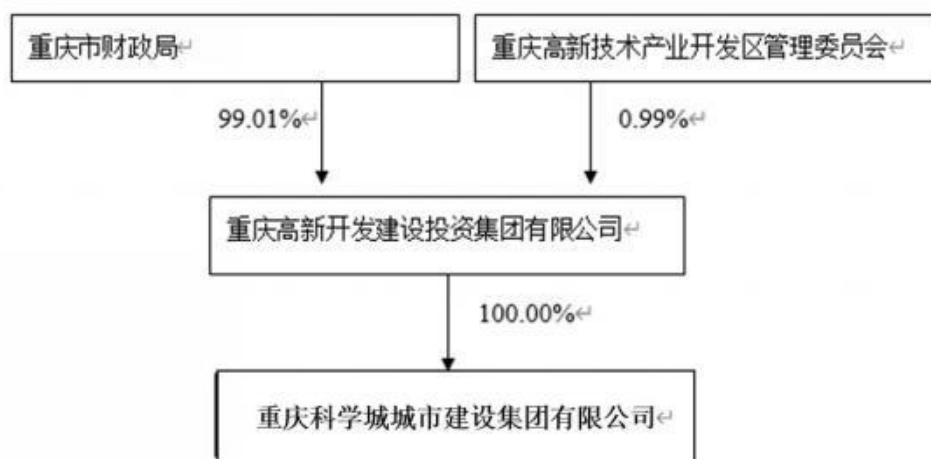 重庆市财政局
重庆高新技术产业开发区管理委员会
99.01%
0.99%
重庆高新开发建设投资集团有限公司
100.00%
重庆科学城城市建设集团有限公司